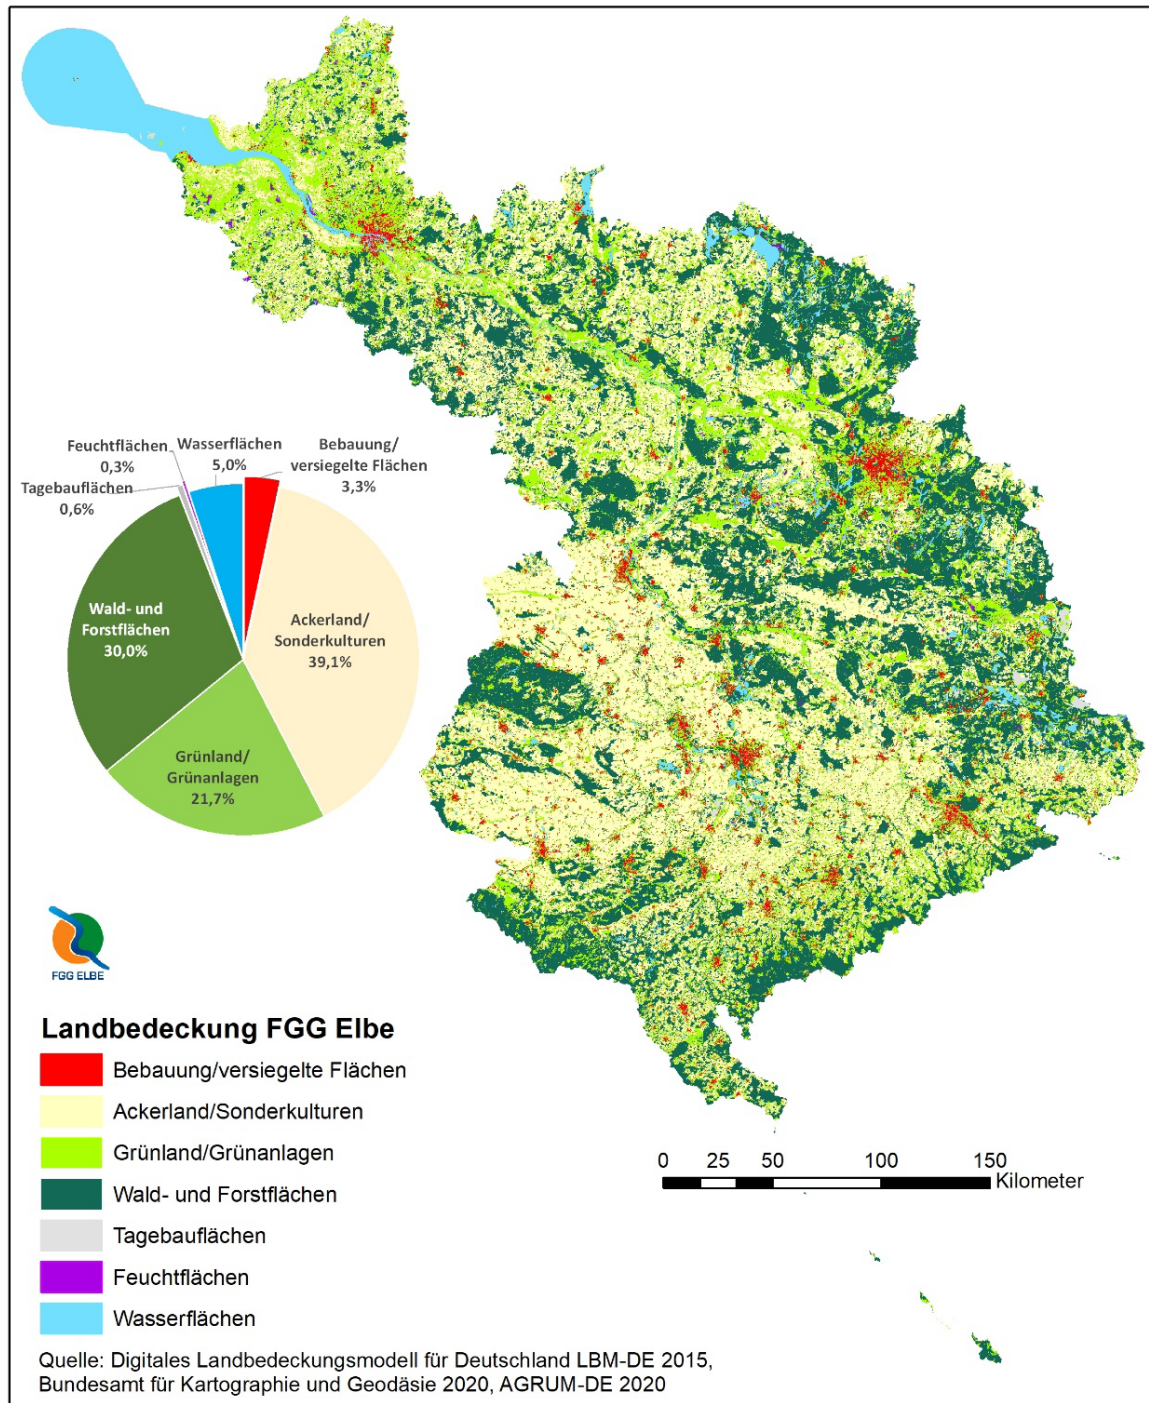 Feuchtflächen
0,3%
Wasserflächen
5,0%
Bebauung/
versiegelte Flächen
3,3%
Tagebauflächen
0,6%
Wald- und
Forstflächen
30,0%
Ackerland/
Sonderkulturen
39,1%
Grünland/
Grünanlagen
21,7%
FGG ELBE
Landbedeckung FGG Elbe
Bebauung/versiegelte Flächen
Ackerland/Sonderkulturen
Grünland/Grünanlagen
Wald- und Forstflächen
Tagebauflächen
Feuchtflächen
Wasserflächen
0 25 50 100 150
Kilometer
Quelle: Digitales Landbedeckungsmodell für Deutschland LBM-DE 2015,
Bundesamt für Kartographie und Geodäsie 2020, AGRUM-DE 2020